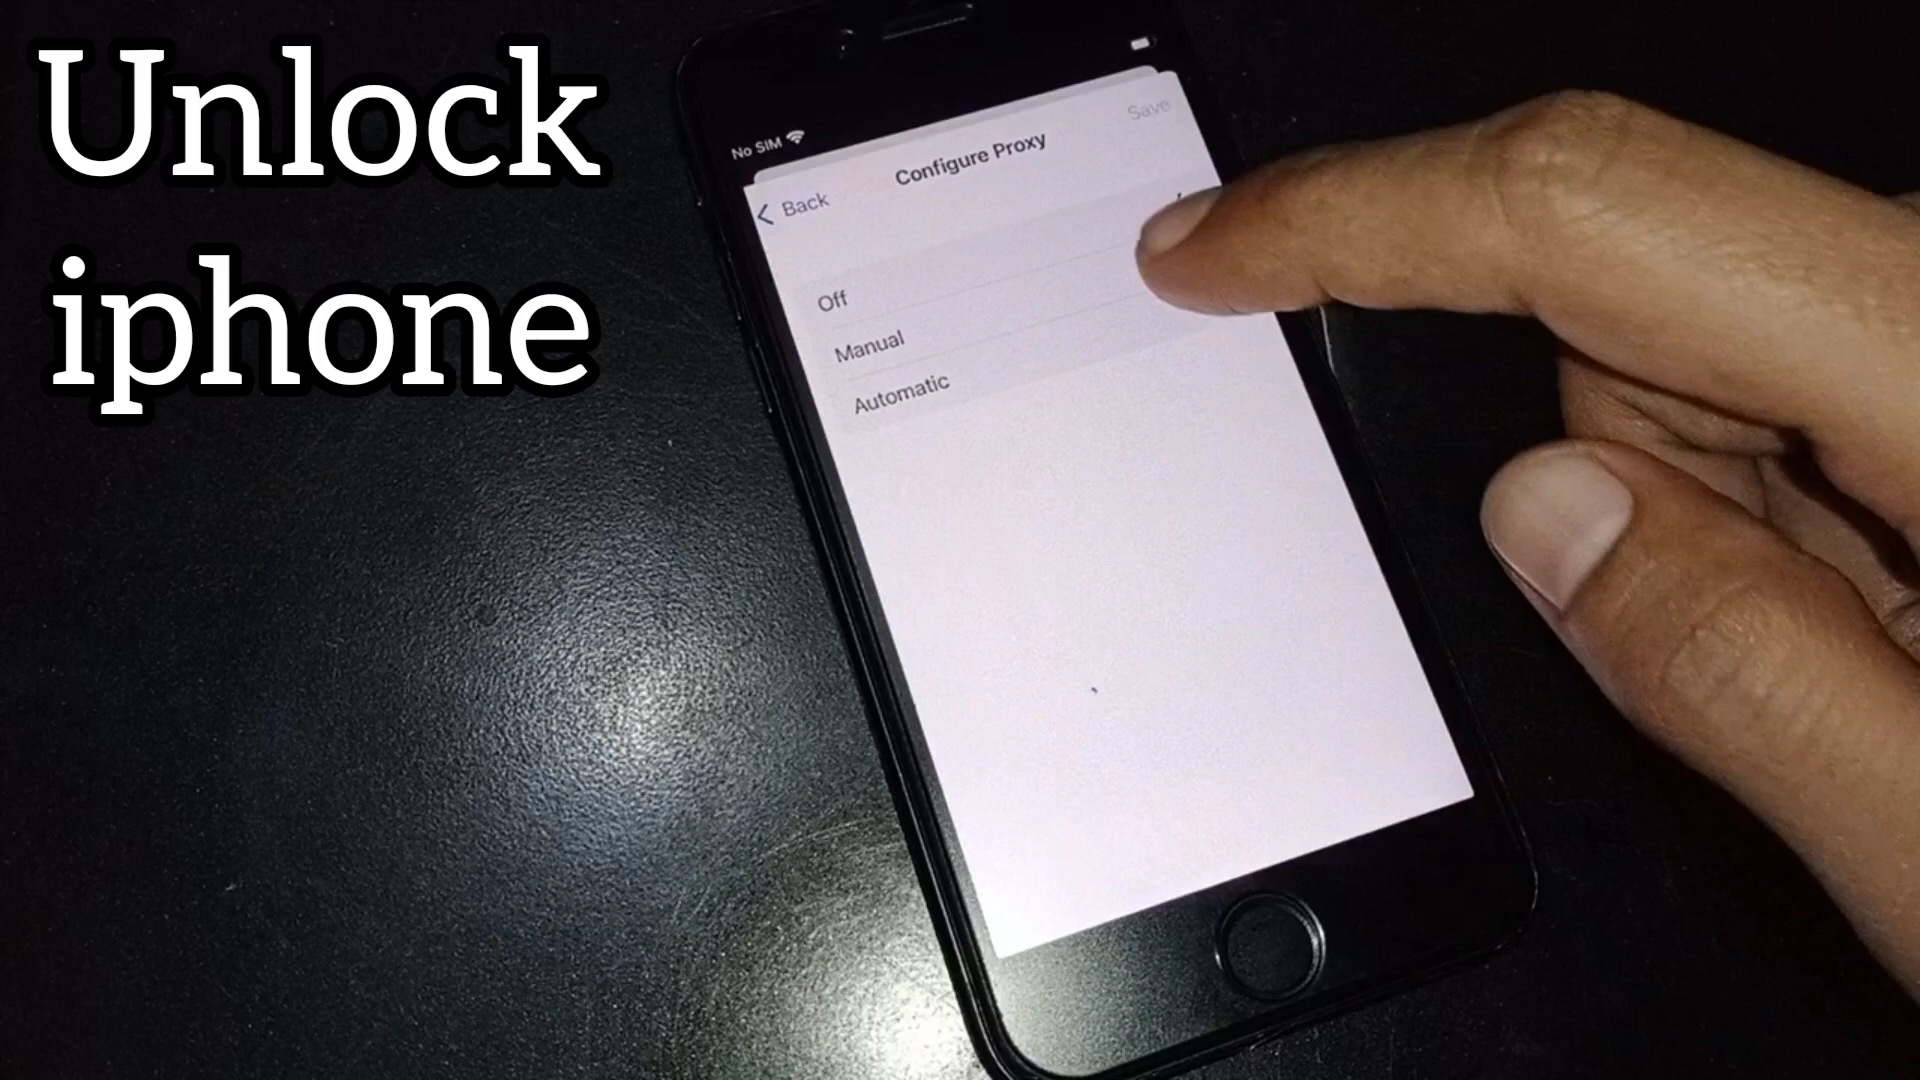 Unlock
iphone
No SIM
Save
Configure Proxy
Back
Off
Manual
Automatic